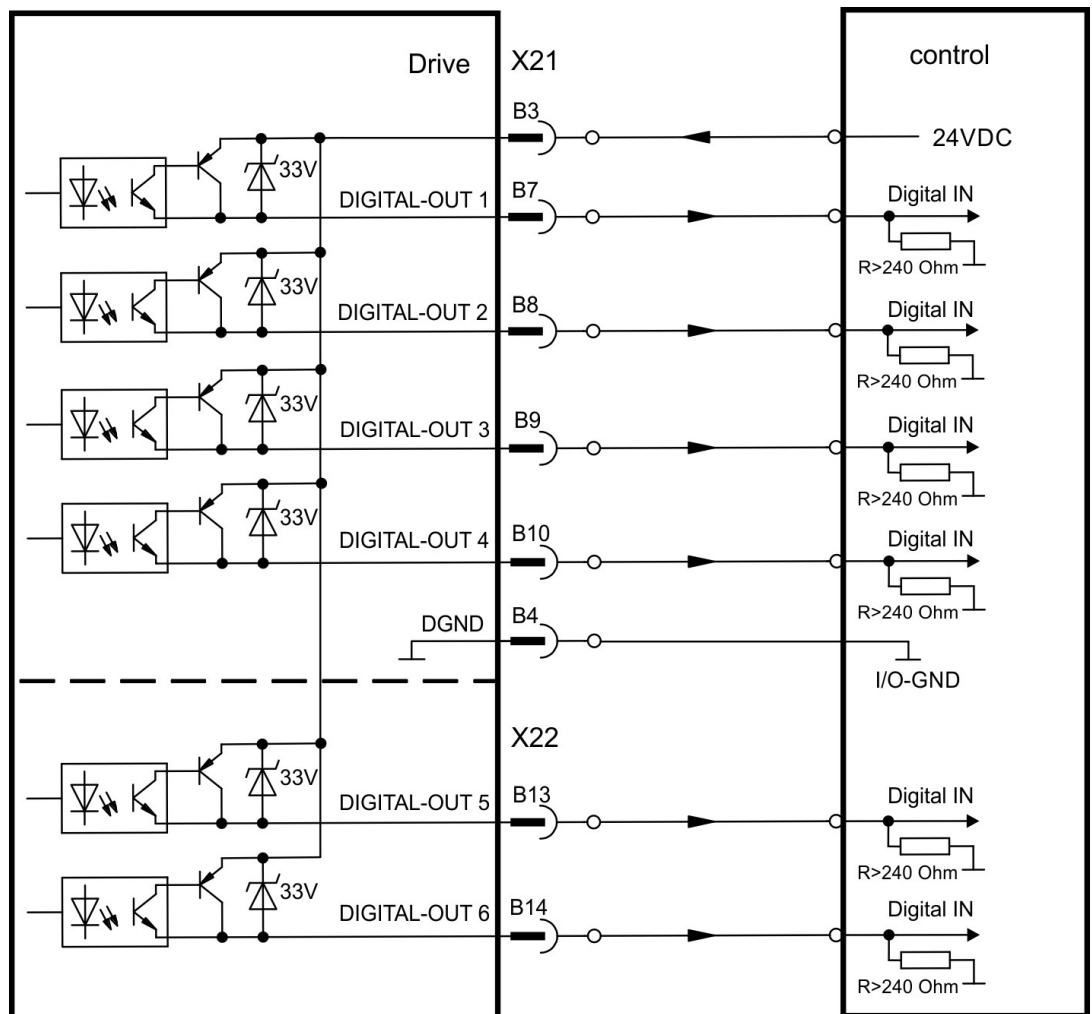 Drive
X21
control
B3
24VDC
33V
DIGITAL-OUT 1
B7
Digital IN
R>240 Ohm
33V
DIGITAL-OUT 2
B8
Digital IN
R>240 Ohm
33V
DIGITAL-OUT 3
B9
Digital IN
R>240 Ohm
33V
DIGITAL-OUT 4
B10
Digital IN
R>240 Ohm
DGND
B4
I/O-GND
X22
33V
DIGITAL-OUT 5
B13
Digital IN
R>240 Ohm
33V
DIGITAL-OUT 6
B14
Digital IN
R>240 Ohm